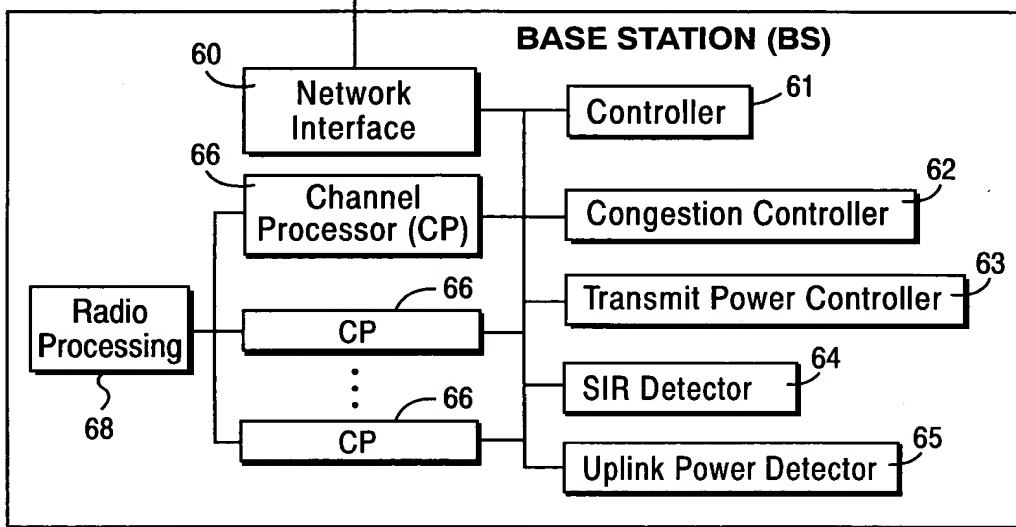 BASE STATION (BS)
60
Network
Interface
61
Controller
66
Channel
Processor (CP)
62
Congestion Controller
63
Transmit Power Controller
66
CP
Radio
Processing
68
64
SIR Detector
66
CP
65
Uplink Power Detector